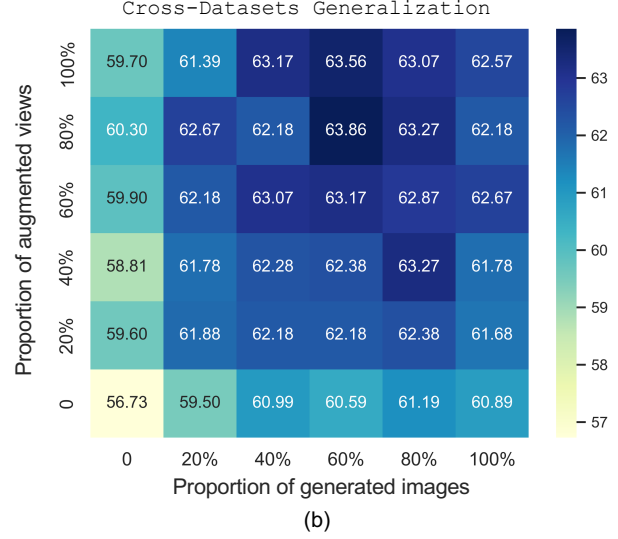 Cross-Datasets Generalization
Proportion of augmented views
100%
59.70 61.39 63.17 63.56 63.07 62.57
80%
60.30 62.67 62.18 63.86 63.27 62.18
60%
59.90 62.18 63.07 63.17 62.87 62.67
40%
58.81 61.78 62.28 62.38 63.27 61.78
20%
59.60 61.88 62.18 62.18 62.38 61.68
0
56.73 59.50 60.99 60.59 61.19 60.89
0 20% 40% 60% 80% 100%
Proportion of generated images
63
62
61
60
59
58
57
(b)